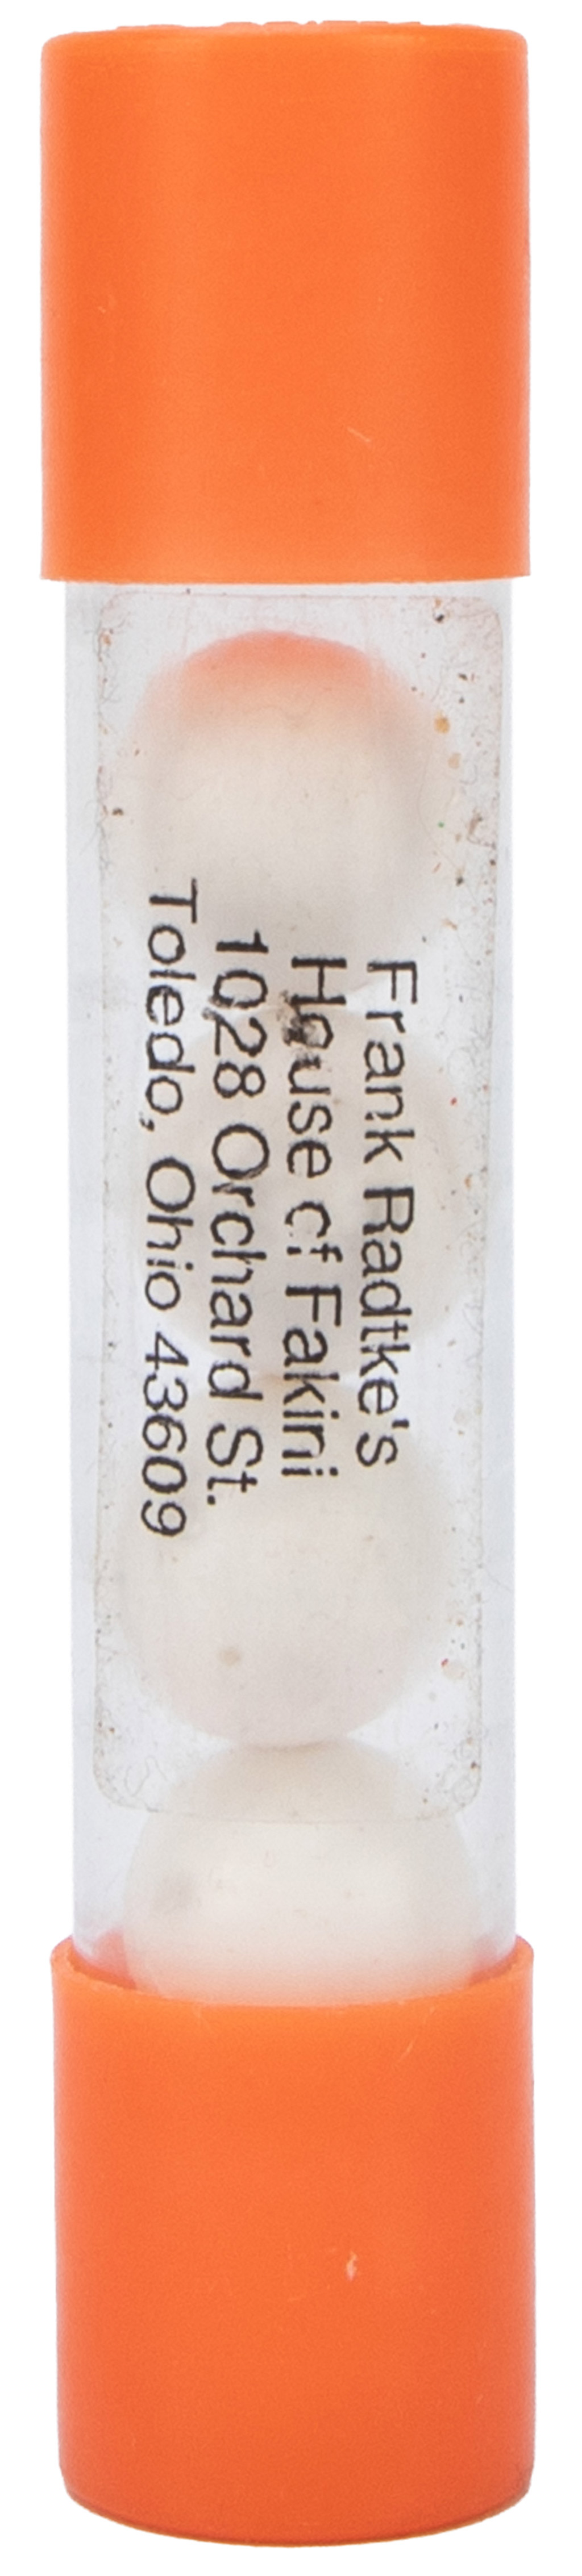 Frank Radtke's
House of Fakini
1028 Orchard St.
Toledo, Ohio 43609